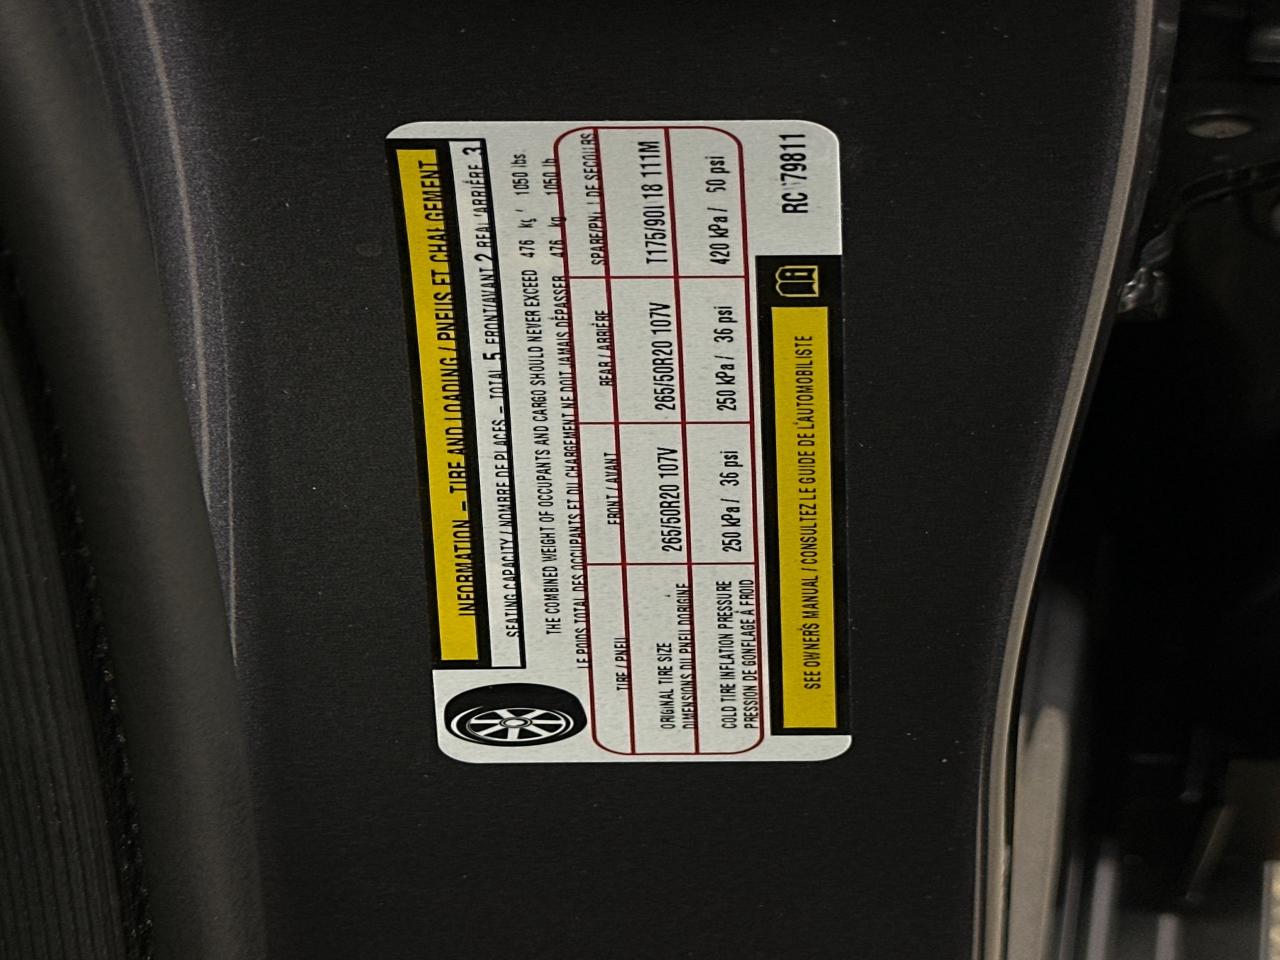 INFORMATION – TIRE AND LOADING / PNEUS ET CHARGEMENT
SEATING CAPACITY / NOMBRE DE PLACES – TOTAL 5 FRONT/AVANT 2 REAR/ARRIÈRE 3
THE COMBINED WEIGHT OF OCCUPANTS AND CARGO SHOULD NEVER EXCEED 476 kg / 1050 lbs.
LE POIDS TOTAL DES OCCUPANTS ET DU CHARGEMENT NE DOIT JAMAIS DÉPASSER 476 kg 1050 lb
TIRE / PNEU FRONT / AVANT REAR / ARRIÈRE SPARE/PNEU DE SECOURS
ORIGINAL TIRE SIZE 265/50R20 107V 265/50R20 107V 18 111M
DIMENSIONS DU PNEU D'ORIGINE
COLD TIRE INFLATION PRESSURE 250 kPa / 36 psi 250 kPa / 36 psi 420 kPa / 60 psi
PRESSION DE GONFLAGE À FROID
SEE OWNER'S MANUAL / CONSULTEZ LE GUIDE DE L'AUTOMOBILISTE